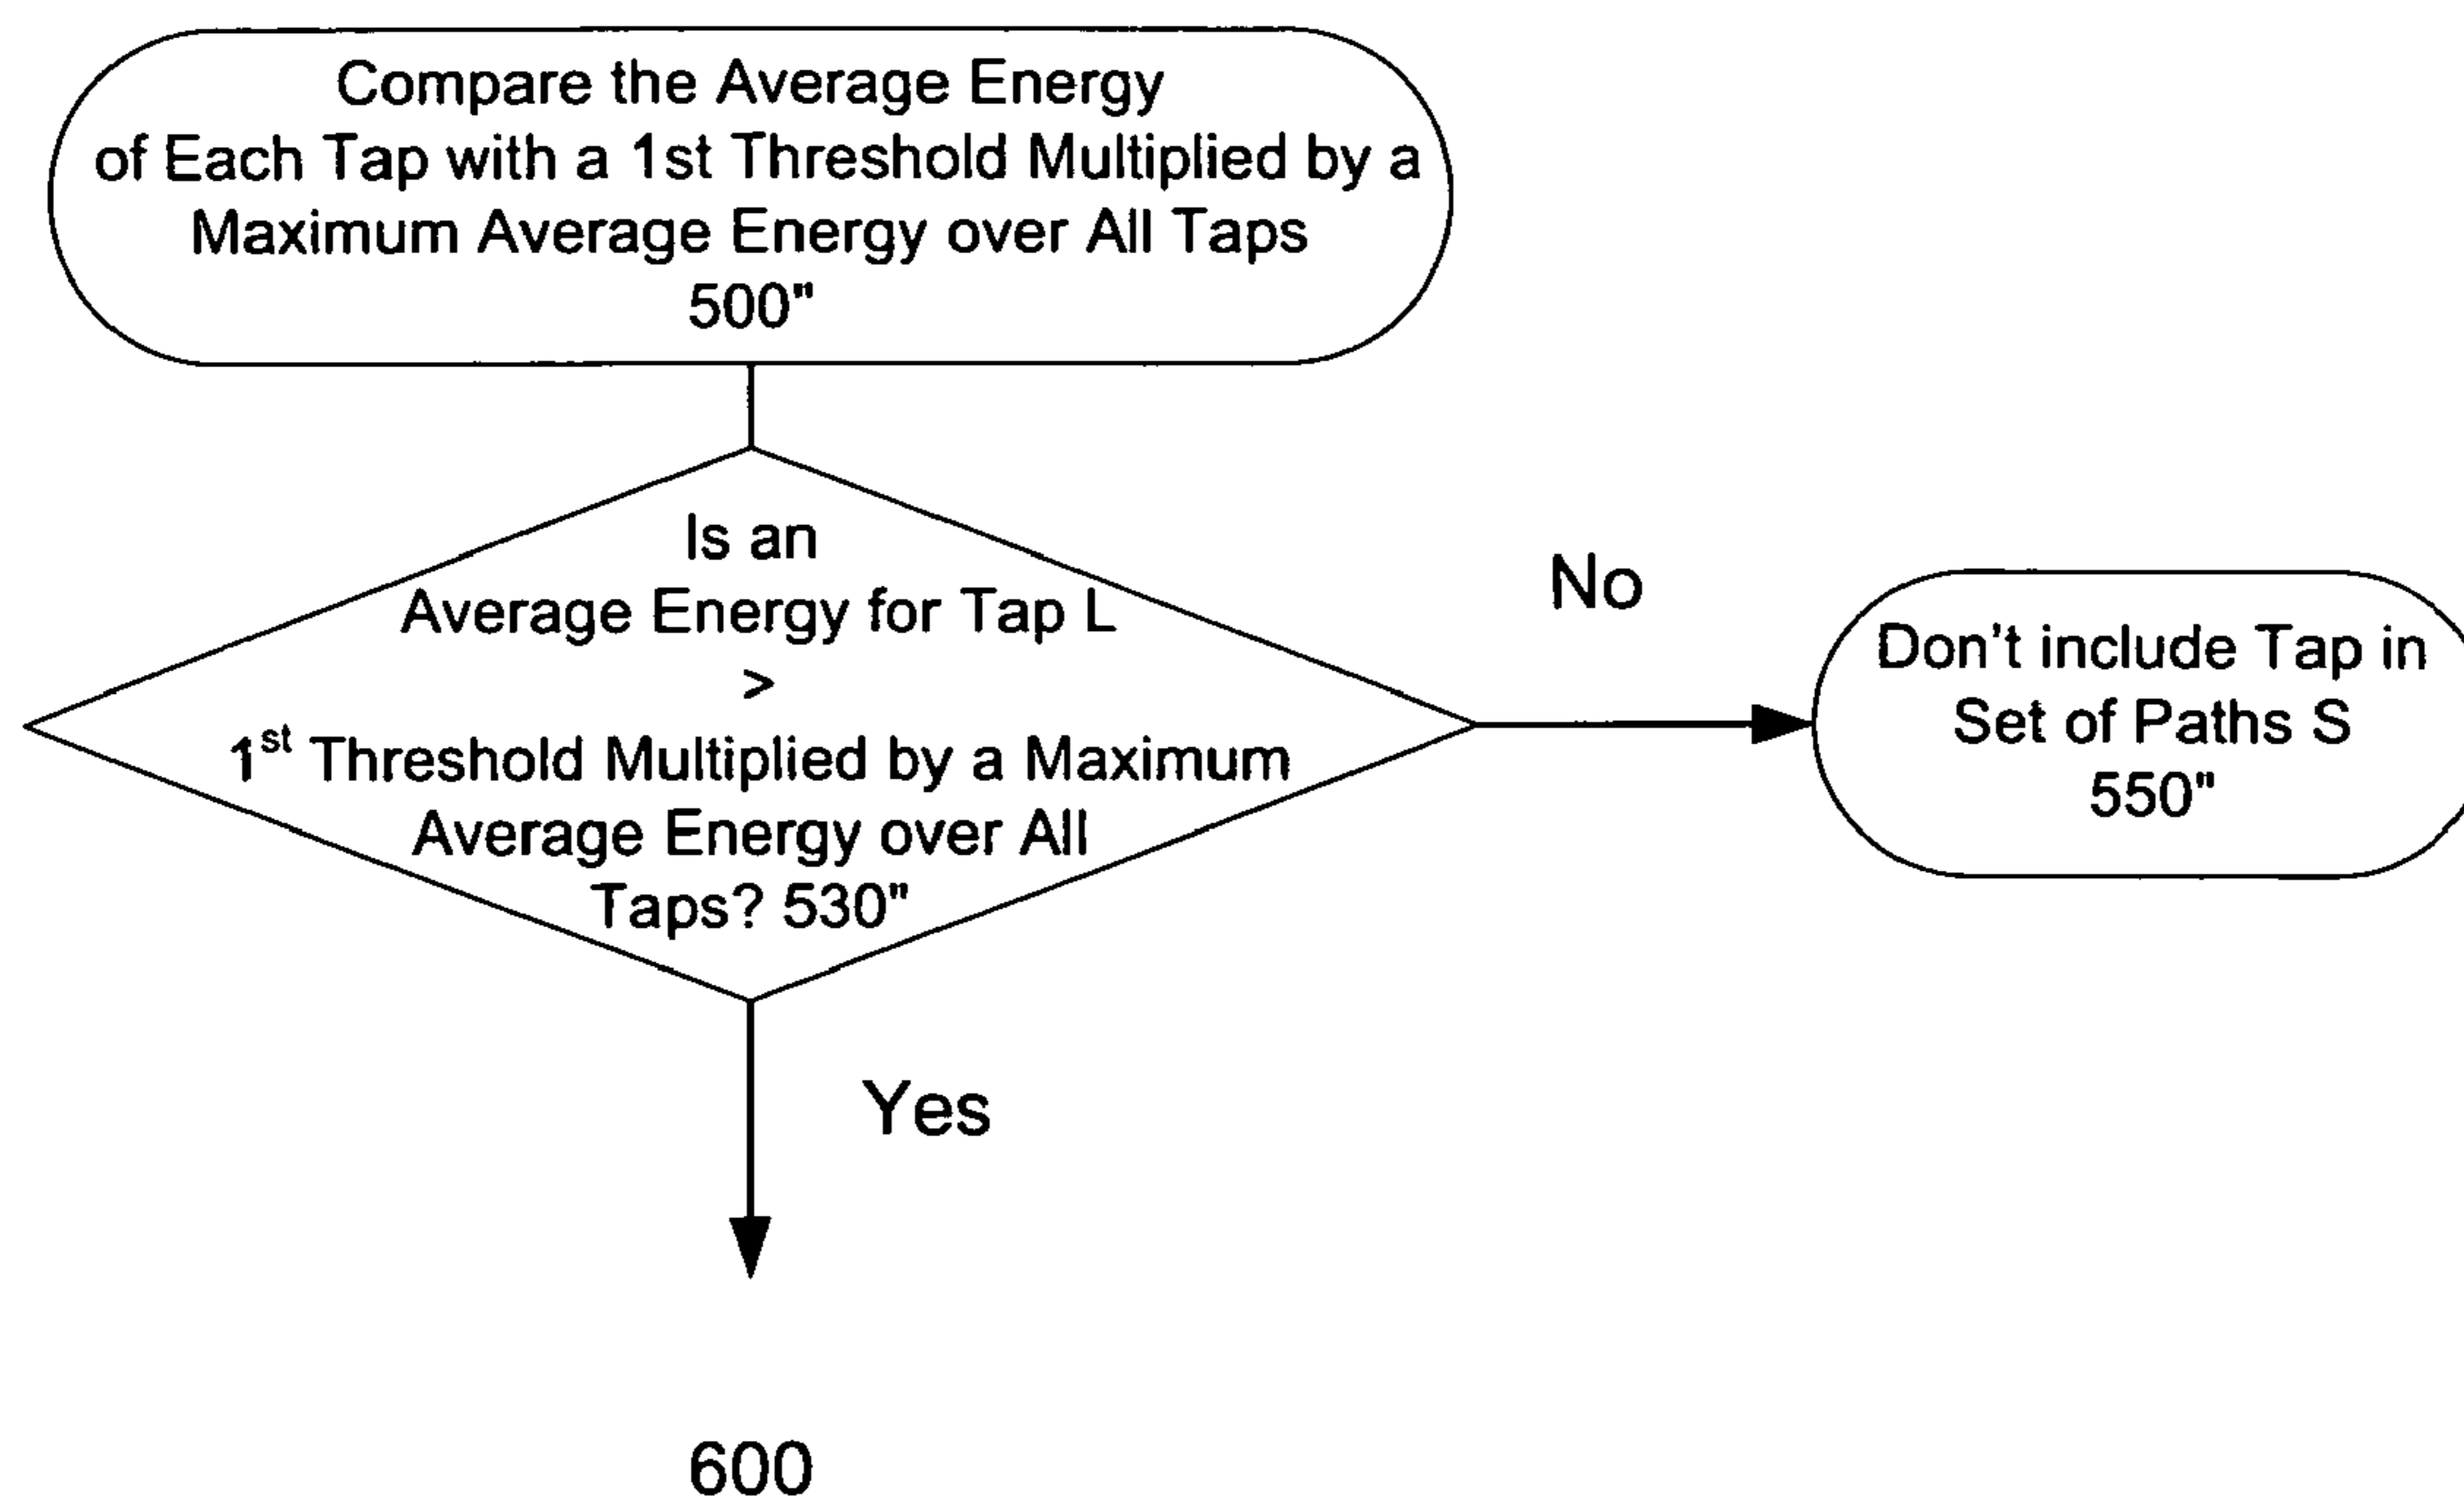 Compare the Average Energy
of Each Tap with a 1st Threshold Multiplied by a
Maximum Average Energy over All Taps
500"
Is an
Average Energy for Tap L
>
1st Threshold Multiplied by a Maximum
Average Energy over All
Taps? 530"
No
Don't include Tap in
Set of Paths S
550"
Yes
600